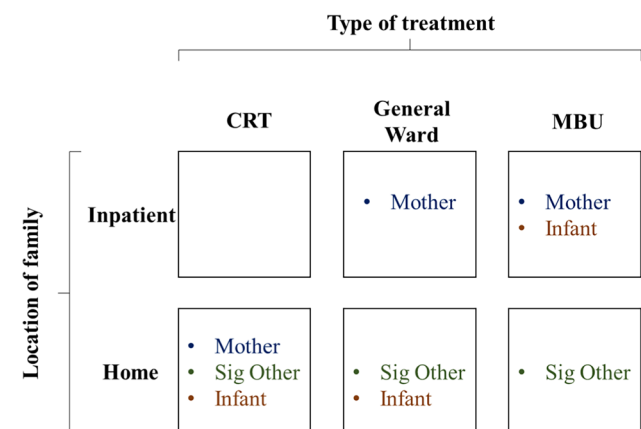 Type of treatment
CRT
General
Ward
MBU
Location of family
Inpatient
• Mother
• Mother
• Infant
Home
• Mother
• Sig Other
• Infant
• Sig Other
• Infant
• Sig Other